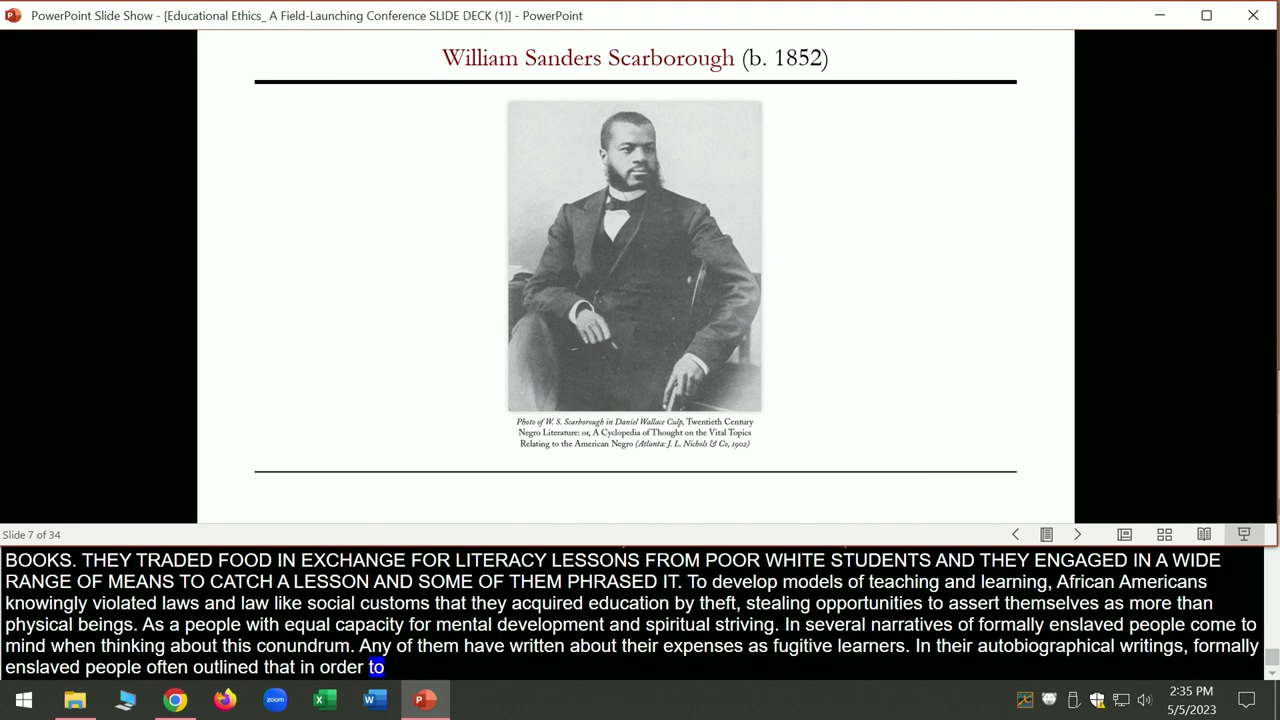 PowerPoint Slide Show - [Educational Ethics_ A Field-Launching Conference SLIDE DECK (1)] - PowerPoint
William Sanders Scarborough (b. 1852)
Photo of W. S. Scarborough in Daniel Wallace Culp, Twentieth Century
Negro Literature: or, A Cyclopedia of Thought on the Vital Topics
Relating to the American Negro (Atlanta: J. L. Nichols & Co, 1902)
Slide 7 of 34
BOOKS. THEY TRADED FOOD IN EXCHANGE FOR LITERACY LESSONS FROM POOR WHITE STUDENTS AND THEY ENGAGED IN A WIDE
RANGE OF MEANS TO CATCH A LESSON AND SOME OF THEM PHRASED IT. To develop models of teaching and learning, African Americans
knowingly violated laws and law like social customs that they acquired education by theft, stealing opportunities to assert themselves as more than
physical beings. As a people with equal capacity for mental development and spiritual striving. In several narratives of formally enslaved people come to
mind when thinking about this conundrum. Any of them have written about their expenses as fugitive learners. In their autobiographical writings, formally
enslaved people often outlined that in order to
zoom
2:35 PM
5/5/2023